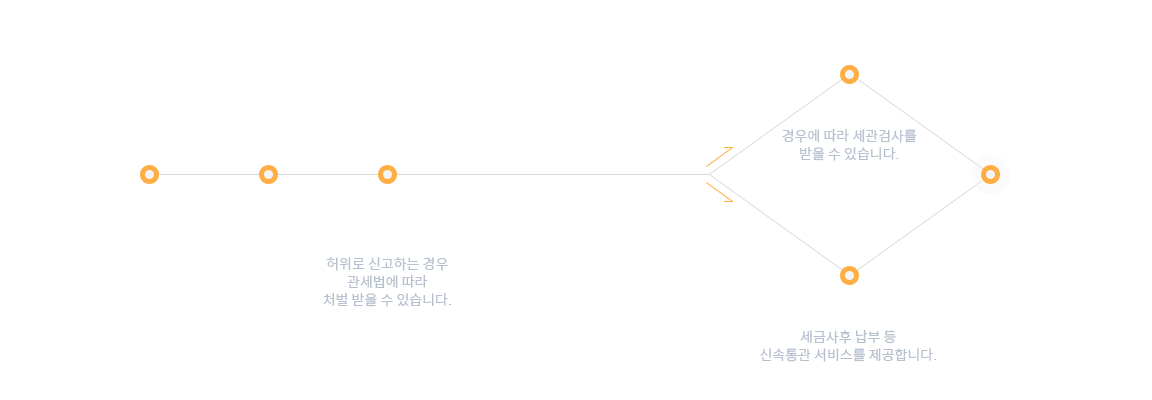 경우에 따라 세관검사를
받을 수 있습니다.
허위로 신고하는 경우
관세법에 따라
처벌 받을 수 있습니다.
세금사후 납부 등
신속통관 서비스를 제공합니다.